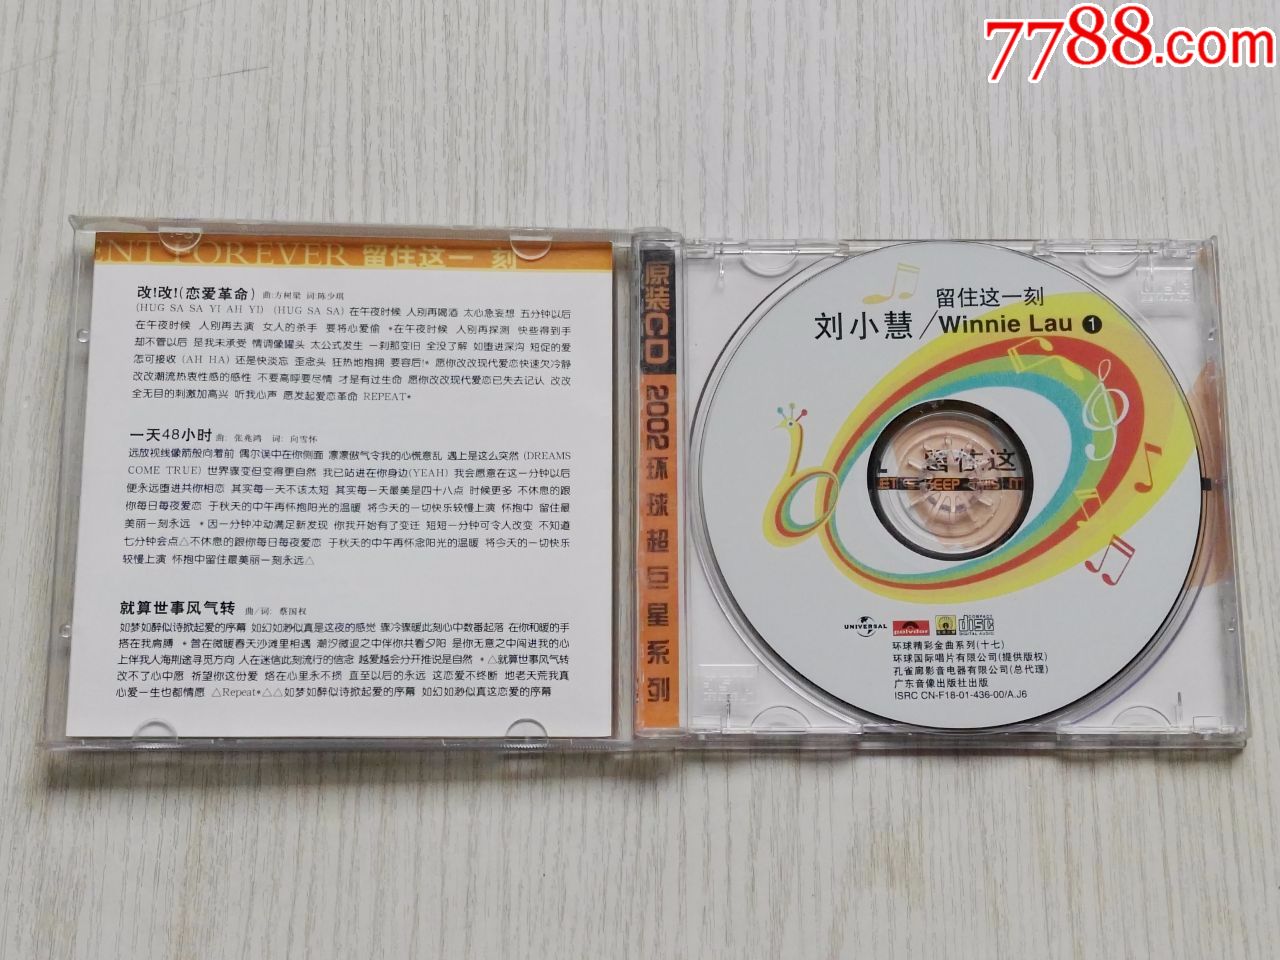 7788.com
ENT FOREVER 留住这一刻
改!改!(恋爱革命) 曲:方树梁 词:陈少琪
(HUG SA SA YI AH YI) (HUG SA SA) 在午夜时候 人别再喝酒 太心急妄想 五分钟以后
在午夜时候 人别再去演 女人的杀手 要将心爱偷 *在午夜时候 人别再探测 快些得到手
却不管以后 是我未承受 情调像罐头 太公式发生 一刹那变旧 全没了解 如堕进深沟 短促的爱
怎可接收 (AH HA) 还是快淡忘 歪念头 狂热地抱拥 要容后!* 愿你改改现代爱恋快速欠冷静
改改潮流热衷性感的感性 不要高呼要尽情 才是有过生命 愿你改改现代爱恋已失去记认 改改
全无目的刺激加高兴 听我心声 愿发起爱恋革命 REPEAT*
一天48小时 曲: 张兆鸿 词: 向雪怀
远放视线像箭般向着前 偶尔误中在你侧面 凛凛傲气令我的心慌意乱 遇上是这么突然 (DREAMS
COME TRUE) 世界骤变但变得更自然 我已站进在你身边(YEAH) 我会愿意在这一分钟以后
便永远堕进共你相恋 其实每一天不该太短 其实每一天最美是四十八点 时候更多 不休息的跟
你每日每夜爱恋 于秋天的中午再怀抱阳光的温暖 将今天的一切快乐较慢上演 怀抱中 留住最
美丽一刻永远 *因一分钟冲动满足新发现 你我开始有了变迁 短短一分钟可令人改变 不知道
七分钟会点△不休息的跟你每日每夜爱恋 于秋天的中午再怀念阳光的温暖 将今天的一切快乐
较慢上演 怀抱中留住最美丽一刻永远△
就算世事风气转 曲/词: 蔡国权
如梦如醉似诗掀起爱的序幕 如幻如渺似真是这夜的感觉 骤冷骤暖此刻心中数番起落 在你和暖的手
搭在我肩膊 *曾在微暖春天沙滩里相遇 潮汐微退之中伴你共看夕阳 是你无意之中闯进我的心
上伴我人海荆途寻觅方向 人在迷信此刻流行的信念 越爱越会分开推说是自然 *△就算世事风气转
改不了心中愿 祈望你这份爱 烙在心里永不损 直至以后的永远 这恋爱不终断 地老天荒我真
心爱一生也都情愿 △Repeat*△△如梦如醉似诗掀起爱的序幕 如幻如渺似真这恋爱的序幕
原装CD 2002环球超巨星系列
留住这一刻
刘小慧/Winnie Lau 1
留住这
ET'S KEEP THIS M
UNIVERSAL
polydor
COMPACT
disc
DIGITAL AUDIO
环球精彩金曲系列(十七)
环球国际唱片有限公司(提供版权)
孔雀廊影音电器有限公司(总代理)
广东音像出版社出版
ISRC CN-F18-01-436-00/A.J6